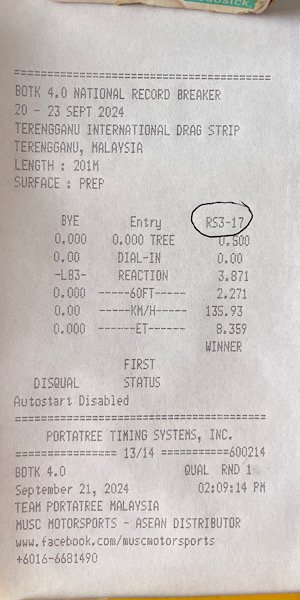 ==================================
BOTK 4.0 NATIONAL RECORD BREAKER
20 - 23 SEPT 2024
TERENGGANU INTERNATIONAL DRAG STRIP
TERENGGANU, MALAYSIA
LENGTH : 201M
SURFACE : PREP
BYE Entry RS3-17
0.000 0.000 TREE 0.500
0.00 DIAL-IN 0.00
-LB3- REACTION 3.871
0.000 ------60FT------ 2.271
0.00 ------KM/H------ 135.93
0.000 -------ET------- 8.359
WINNER
FIRST
DISQUAL STATUS
Autostart Disabled
==================================
PORTATREE TIMING SYSTEMS, INC.
=============== 13/14 ===========600214
BOTK 4.0 QUAL RND 1
September 21, 2024 02:09:14 PM
TEAM PORTATREE MALAYSIA
MUSC MOTORSPORTS - ASEAN DISTRIBUTOR
www.facebook.com/muscmotorsports
+6016-6681490